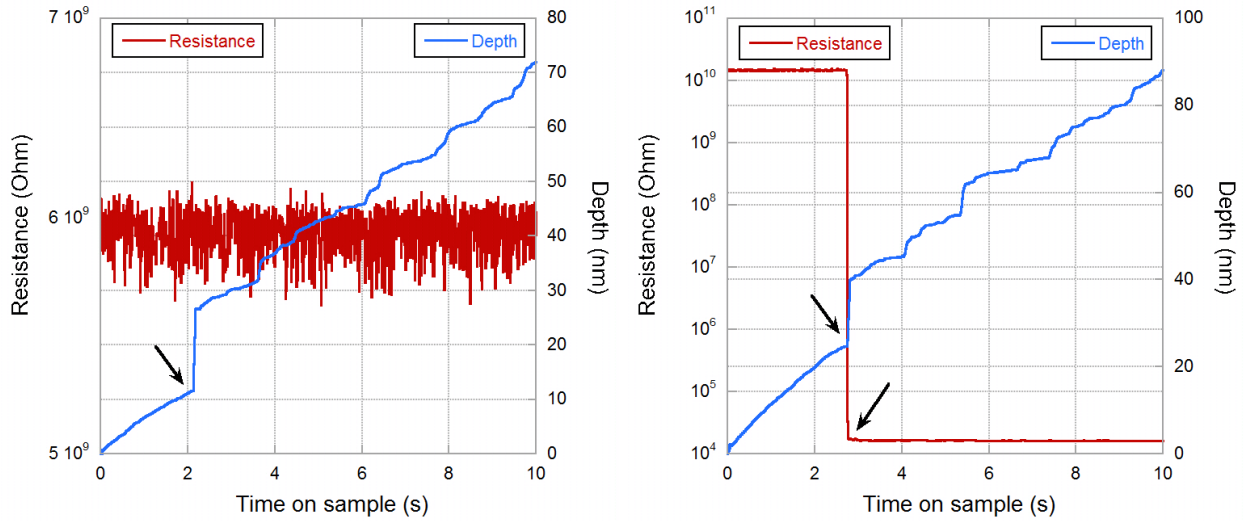 7 10⁹
6 10⁹
5 10⁹
Resistance (Ohm)
Resistance
Depth
80
70
60
50
40
30
20
10
0
Depth (nm)
0 2 4 6 8 10
Time on sample (s)
10¹¹
10¹⁰
10⁹
10⁸
10⁷
10⁶
10⁵
10⁴
Resistance (Ohm)
Resistance
Depth
100
80
60
40
20
0
Depth (nm)
0 2 4 6 8 10
Time on sample (s)